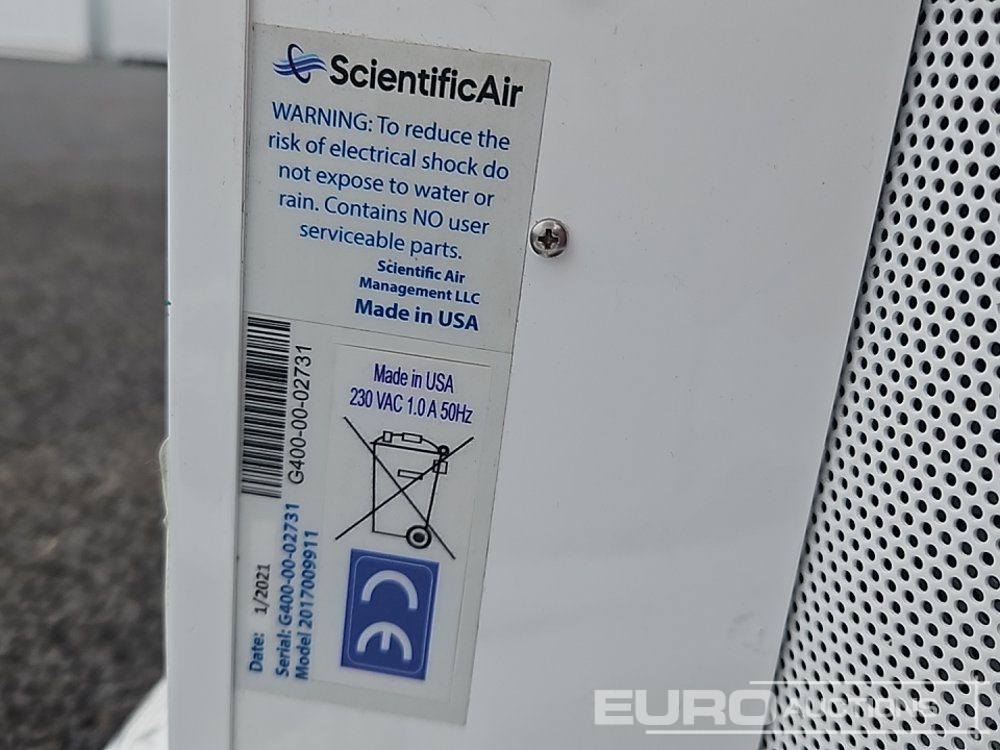 ScientificAir
WARNING: To reduce the
risk of electrical shock do
not expose to water or
rain. Contains NO user
serviceable parts.
Scientific Air
Management LLC
Made in USA
G400-00-02731
Made in USA
230 VAC 1.0 A 50Hz
CE
Date: 1/2021
Serial: G400-00-02731
Model 2017009911
EURO AUCTIONS